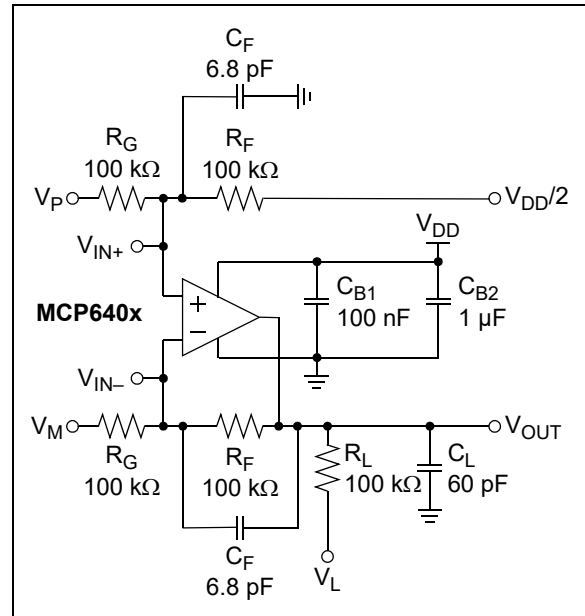 C_F
6.8 pF
R_G
100 kΩ
R_F
100 kΩ
V_P
V_DD/2
V_IN+
V_DD
MCP640x
+
−
C_B1
100 nF
C_B2
1 µF
V_IN–
V_M
V_OUT
R_G
100 kΩ
R_F
100 kΩ
R_L
100 kΩ
C_L
60 pF
C_F
6.8 pF
V_L